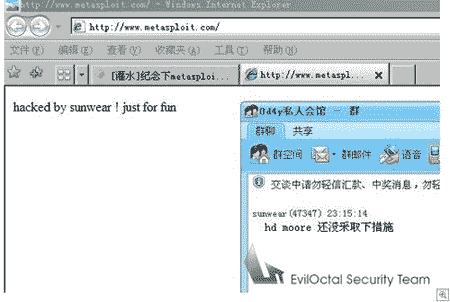 http://www.metasploit.com/ - Windows Internet Explorer
http://www.metasploit.com/
文件(F) 编辑(E) 查看(V) 收藏夹(A) 工具(T) 帮助(H)
[灌水]纪念下metasploi...
http://www.metaspl...
hacked by sunwear ! just for fun
0d4y私人会馆 - 群
群聊 共享
群空间 群邮件 语音
交谈中请勿轻信汇款、中奖消息,勿轻
sunwear(47347) 23:15:14
hd moore 还没采取下措施
EvilOctal Security Team